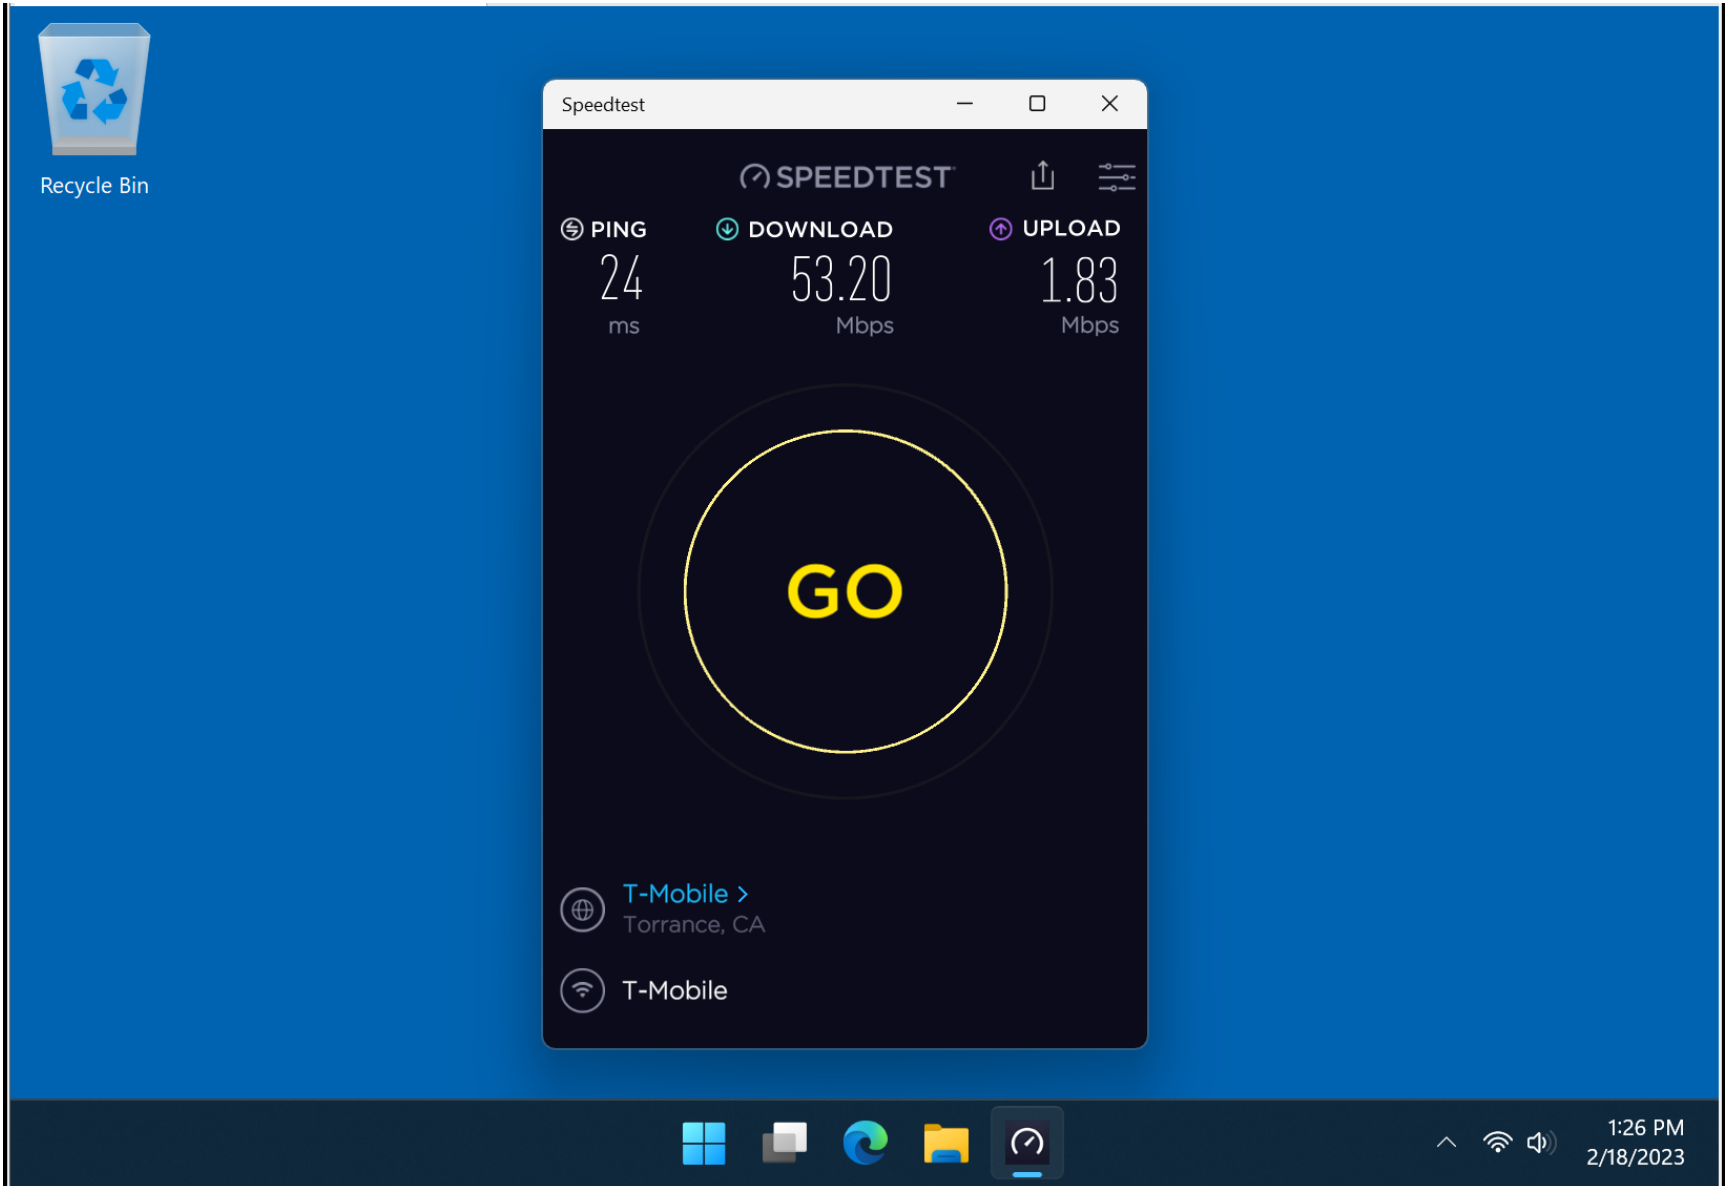 Recycle Bin
Speedtest
SPEEDTEST
PING
24
ms
DOWNLOAD
53.20
Mbps
UPLOAD
1.83
Mbps
GO
T-Mobile >
Torrance, CA
T-Mobile
1:26 PM
2/18/2023